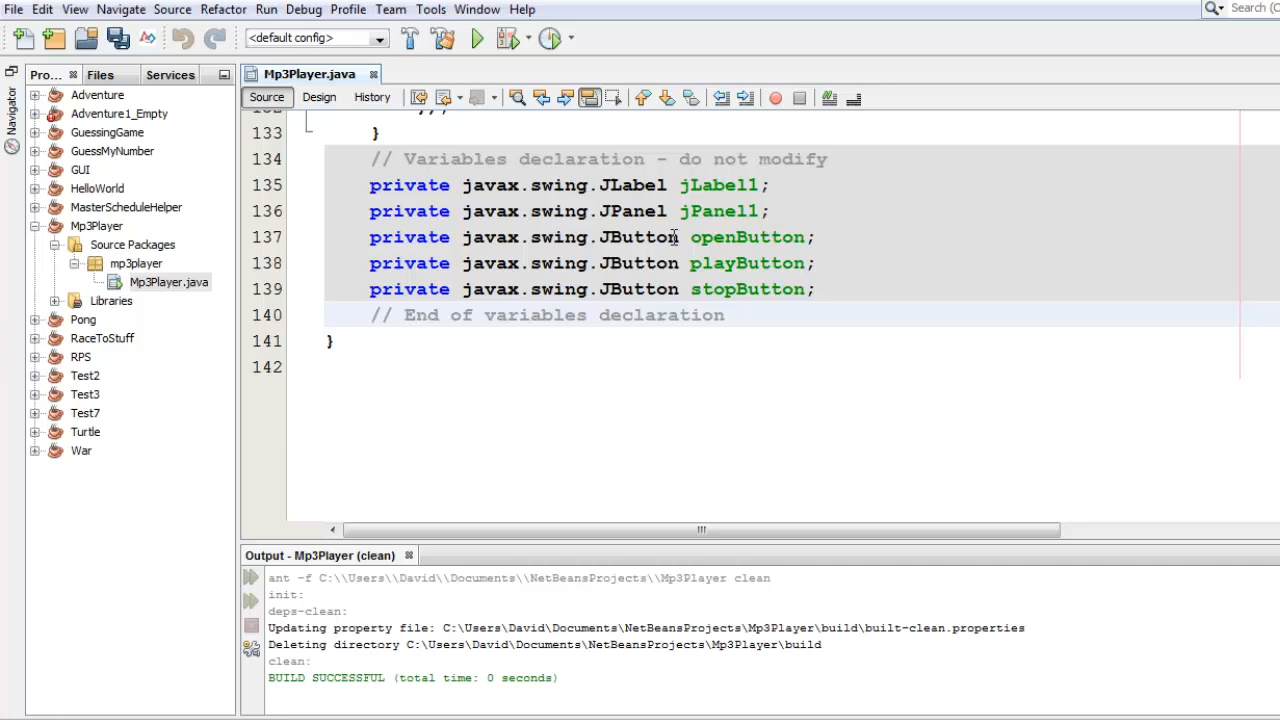 File Edit View Navigate Source Refactor Run Debug Profile Team Tools Window Help
Search (C
<default config>
Pro... Files Services
Mp3Player.java
Navigator
Source Design History
Adventure
Adventure1_Empty
GuessingGame
GuessMyNumber
GUI
HelloWorld
MasterScheduleHelper
Mp3Player
Source Packages
mp3player
Mp3Player.java
Libraries
Pong
RaceToStuff
RPS
Test2
Test3
Test7
Turtle
War
133 }
134 // Variables declaration - do not modify
135 private javax.swing.JLabel jLabel1;
136 private javax.swing.JPanel jPanel1;
137 private javax.swing.JButton openButton;
138 private javax.swing.JButton playButton;
139 private javax.swing.JButton stopButton;
140 // End of variables declaration
141 }
142
Output - Mp3Player (clean)
ant -f C:\\Users\\David\\Documents\\NetBeansProjects\\Mp3Player clean
init:
deps-clean:
Updating property file: C:\Users\David\Documents\NetBeansProjects\Mp3Player\build\built-clean.properties
Deleting directory C:\Users\David\Documents\NetBeansProjects\Mp3Player\build
clean:
BUILD SUCCESSFUL (total time: 0 seconds)